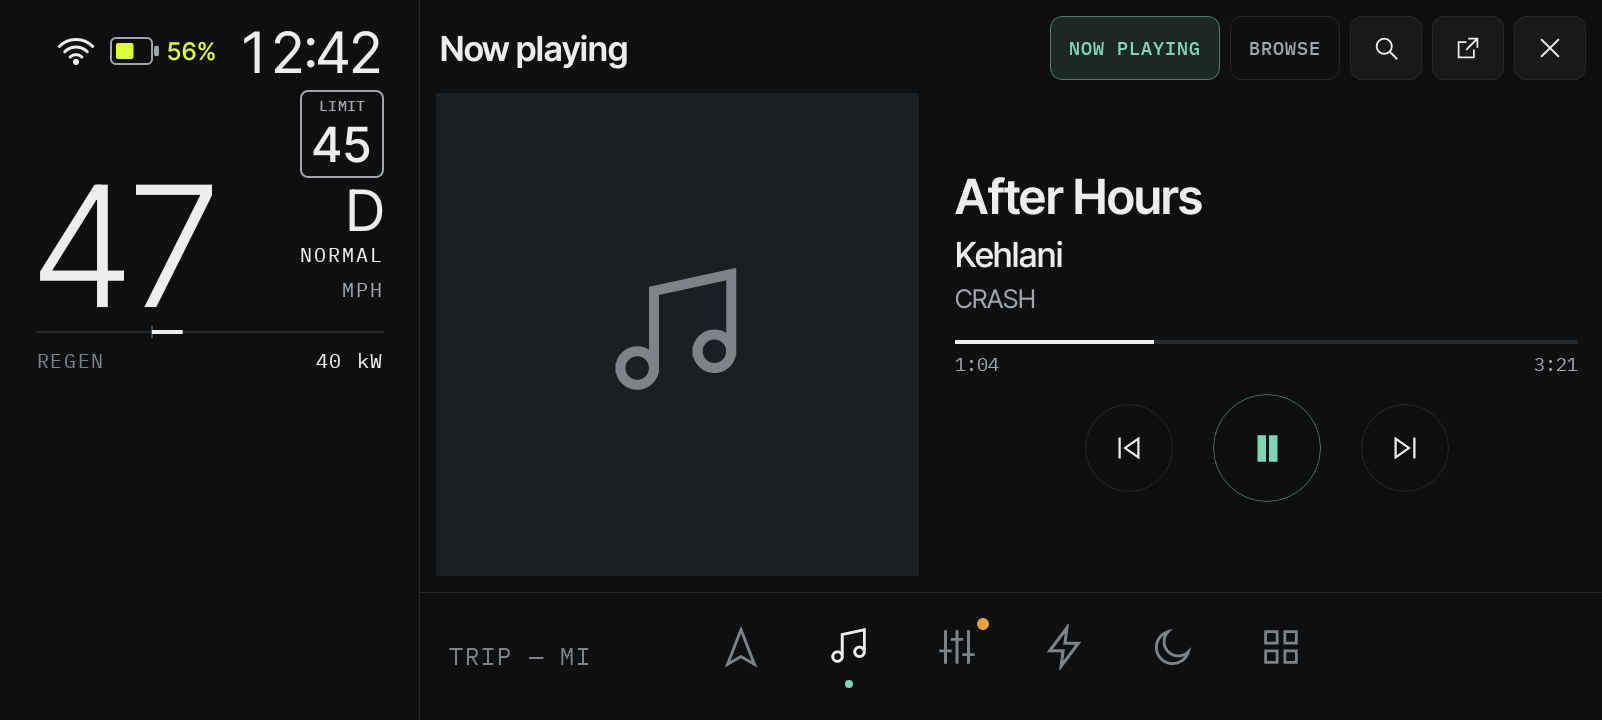 56% 12:42
LIMIT
45
47
D
NORMAL
MPH
REGEN 40 kW
Now playing
NOW PLAYING
BROWSE
After Hours
Kehlani
CRASH
1:04 3:21
TRIP — MI